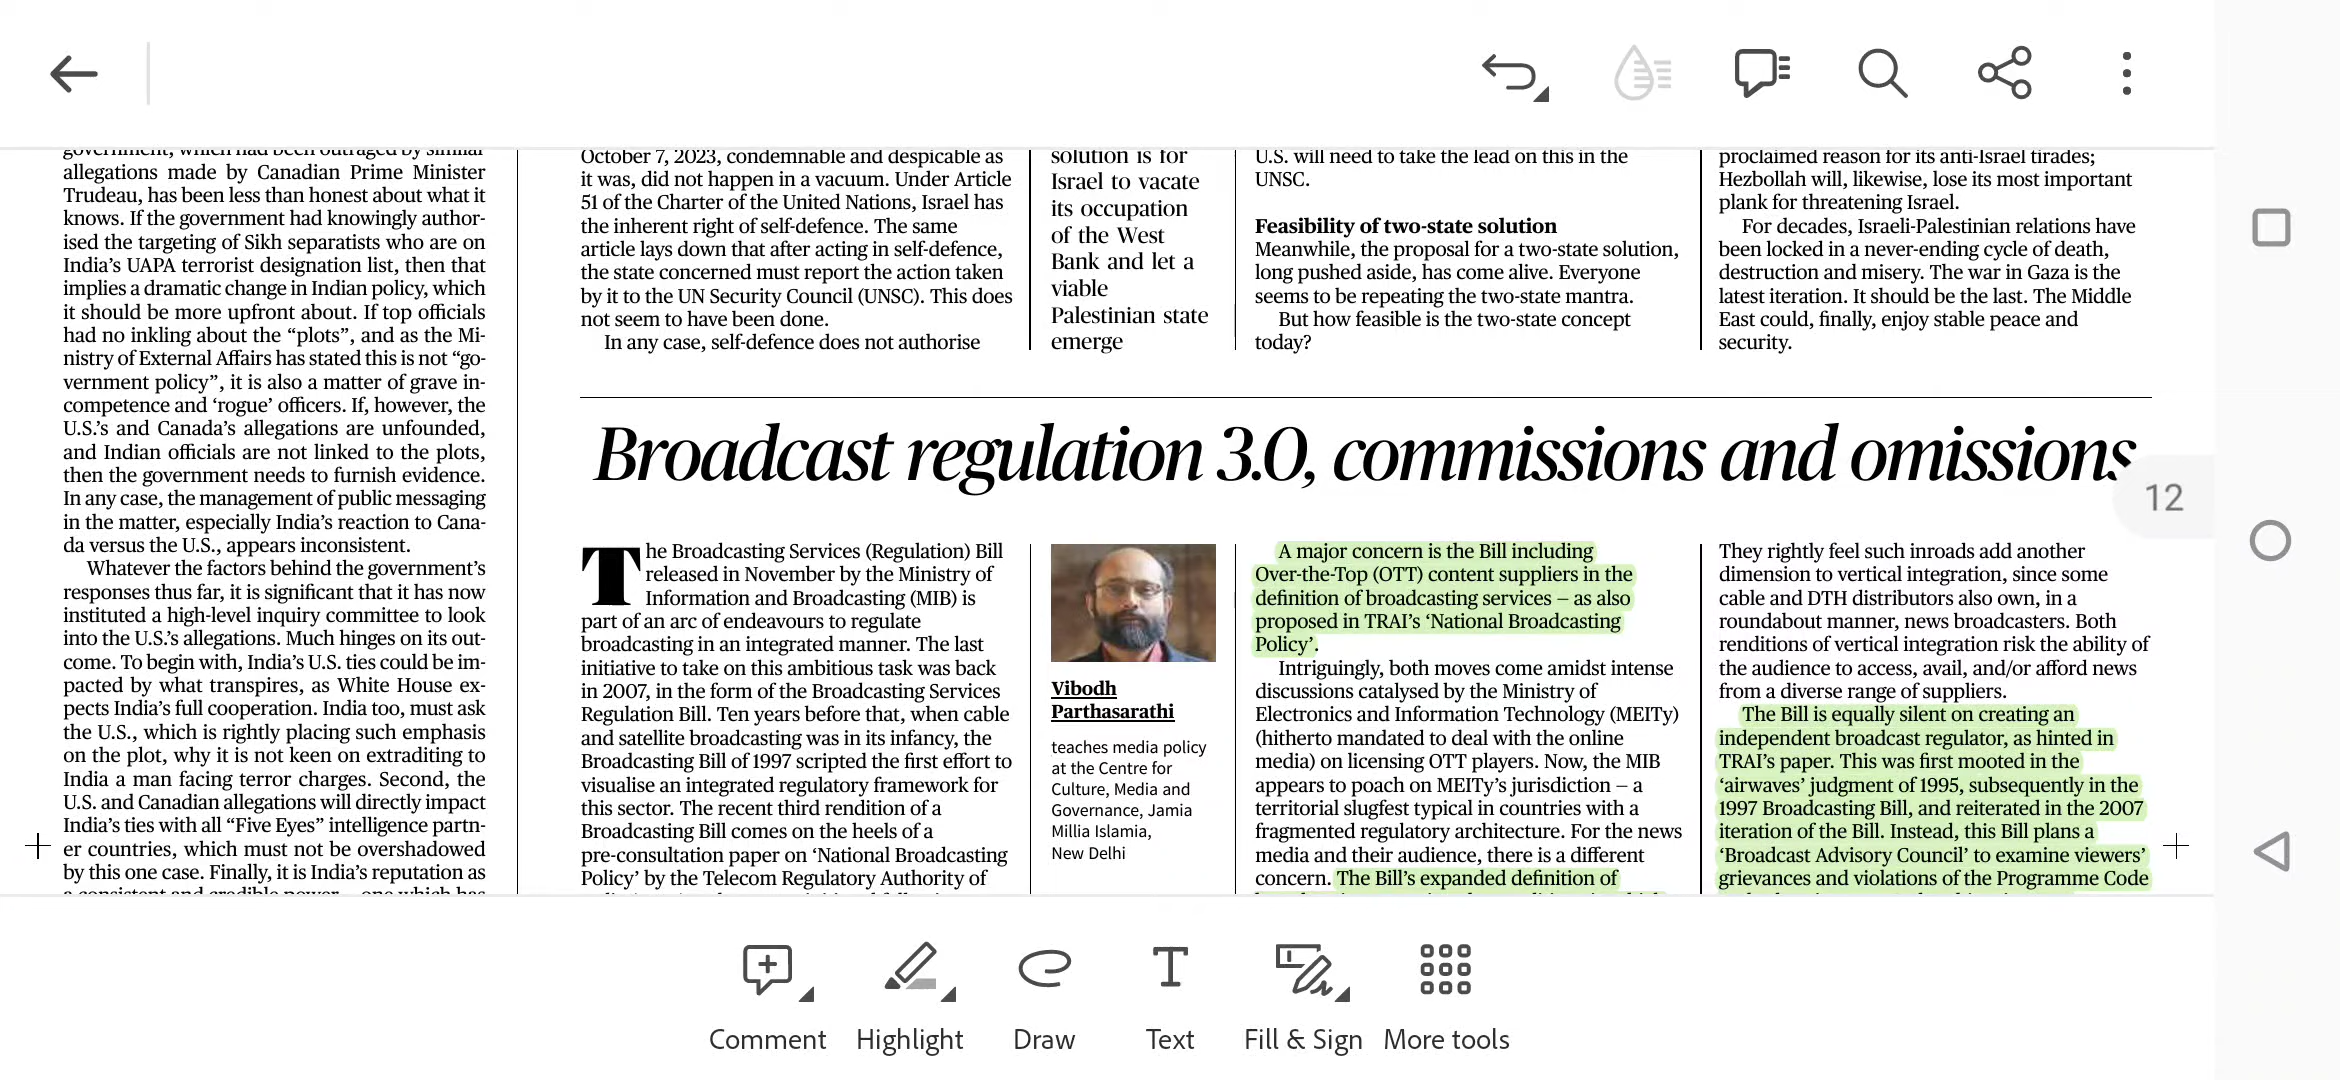 government, which had been outraged by similar
allegations made by Canadian Prime Minister
Trudeau, has been less than honest about what it
knows. If the government had knowingly author-
ised the targeting of Sikh separatists who are on
India’s UAPA terrorist designation list, then that
implies a dramatic change in Indian policy, which
it should be more upfront about. If top officials
had no inkling about the “plots”, and as the Mi-
nistry of External Affairs has stated this is not “go-
vernment policy”, it is also a matter of grave in-
competence and ‘rogue’ officers. If, however, the
U.S.’s and Canada’s allegations are unfounded,
and Indian officials are not linked to the plots,
then the government needs to furnish evidence.
In any case, the management of public messaging
in the matter, especially India’s reaction to Cana-
da versus the U.S., appears inconsistent.
Whatever the factors behind the government’s
responses thus far, it is significant that it has now
instituted a high-level inquiry committee to look
into the U.S.’s allegations. Much hinges on its out-
come. To begin with, India’s U.S. ties could be im-
pacted by what transpires, as White House ex-
pects India’s full cooperation. India too, must ask
the U.S., which is rightly placing such emphasis
on the plot, why it is not keen on extraditing to
India a man facing terror charges. Second, the
U.S. and Canadian allegations will directly impact
India’s ties with all “Five Eyes” intelligence partn-
er countries, which must not be overshadowed
by this one case. Finally, it is India’s reputation as
a consistent and credible power
October 7, 2023, condemnable and despicable as
it was, did not happen in a vacuum. Under Article
51 of the Charter of the United Nations, Israel has
the inherent right of self-defence. The same
article lays down that after acting in self-defence,
the state concerned must report the action taken
by it to the UN Security Council (UNSC). This does
not seem to have been done.
In any case, self-defence does not authorise
solution is for
Israel to vacate
its occupation
of the West
Bank and let a
viable
Palestinian state
emerge
U.S. will need to take the lead on this in the
UNSC.
Feasibility of two-state solution
Meanwhile, the proposal for a two-state solution,
long pushed aside, has come alive. Everyone
seems to be repeating the two-state mantra.
But how feasible is the two-state concept
today?
proclaimed reason for its anti-Israel tirades;
Hezbollah will, likewise, lose its most important
plank for threatening Israel.
For decades, Israeli-Palestinian relations have
been locked in a never-ending cycle of death,
destruction and misery. The war in Gaza is the
latest iteration. It should be the last. The Middle
East could, finally, enjoy stable peace and
security.
Broadcast regulation 3.0, commissions and omissions
12
The Broadcasting Services (Regulation) Bill
released in November by the Ministry of
Information and Broadcasting (MIB) is
part of an arc of endeavours to regulate
broadcasting in an integrated manner. The last
initiative to take on this ambitious task was back
in 2007, in the form of the Broadcasting Services
Regulation Bill. Ten years before that, when cable
and satellite broadcasting was in its infancy, the
Broadcasting Bill of 1997 scripted the first effort to
visualise an integrated regulatory framework for
this sector. The recent third rendition of a
Broadcasting Bill comes on the heels of a
pre-consultation paper on ‘National Broadcasting
Policy’ by the Telecom Regulatory Authority of
Vibodh
Parthasarathi
teaches media policy
at the Centre for
Culture, Media and
Governance, Jamia
Millia Islamia,
New Delhi
A major concern is the Bill including
Over-the-Top (OTT) content suppliers in the
definition of broadcasting services – as also
proposed in TRAI’s ‘National Broadcasting
Policy’.
Intriguingly, both moves come amidst intense
discussions catalysed by the Ministry of
Electronics and Information Technology (MEITy)
(hitherto mandated to deal with the online
media) on licensing OTT players. Now, the MIB
appears to poach on MEITy’s jurisdiction – a
territorial slugfest typical in countries with a
fragmented regulatory architecture. For the news
media and their audience, there is a different
concern. The Bill’s expanded definition of
They rightly feel such inroads add another
dimension to vertical integration, since some
cable and DTH distributors also own, in a
roundabout manner, news broadcasters. Both
renditions of vertical integration risk the ability of
the audience to access, avail, and/or afford news
from a diverse range of suppliers.
The Bill is equally silent on creating an
independent broadcast regulator, as hinted in
TRAI’s paper. This was first mooted in the
‘airwaves’ judgment of 1995, subsequently in the
1997 Broadcasting Bill, and reiterated in the 2007
iteration of the Bill. Instead, this Bill plans a
‘Broadcast Advisory Council’ to examine viewers’
grievances and violations of the Programme Code
Comment
Highlight
Draw
Text
Fill & Sign
More tools